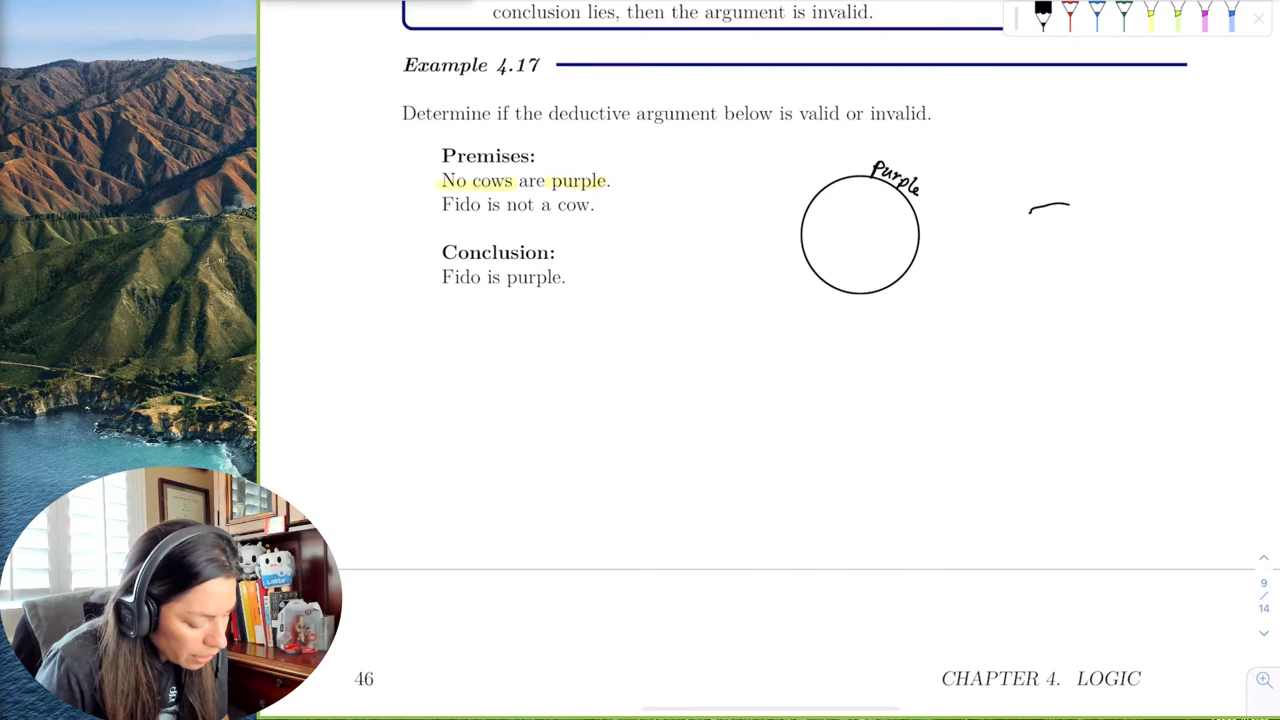 conclusion lies, then the argument is invalid.
Example 4.17
Determine if the deductive argument below is valid or invalid.
Premises:
No cows are purple.
Fido is not a cow.
Purple
Conclusion:
Fido is purple.
9
/
14
46
CHAPTER 4. LOGIC